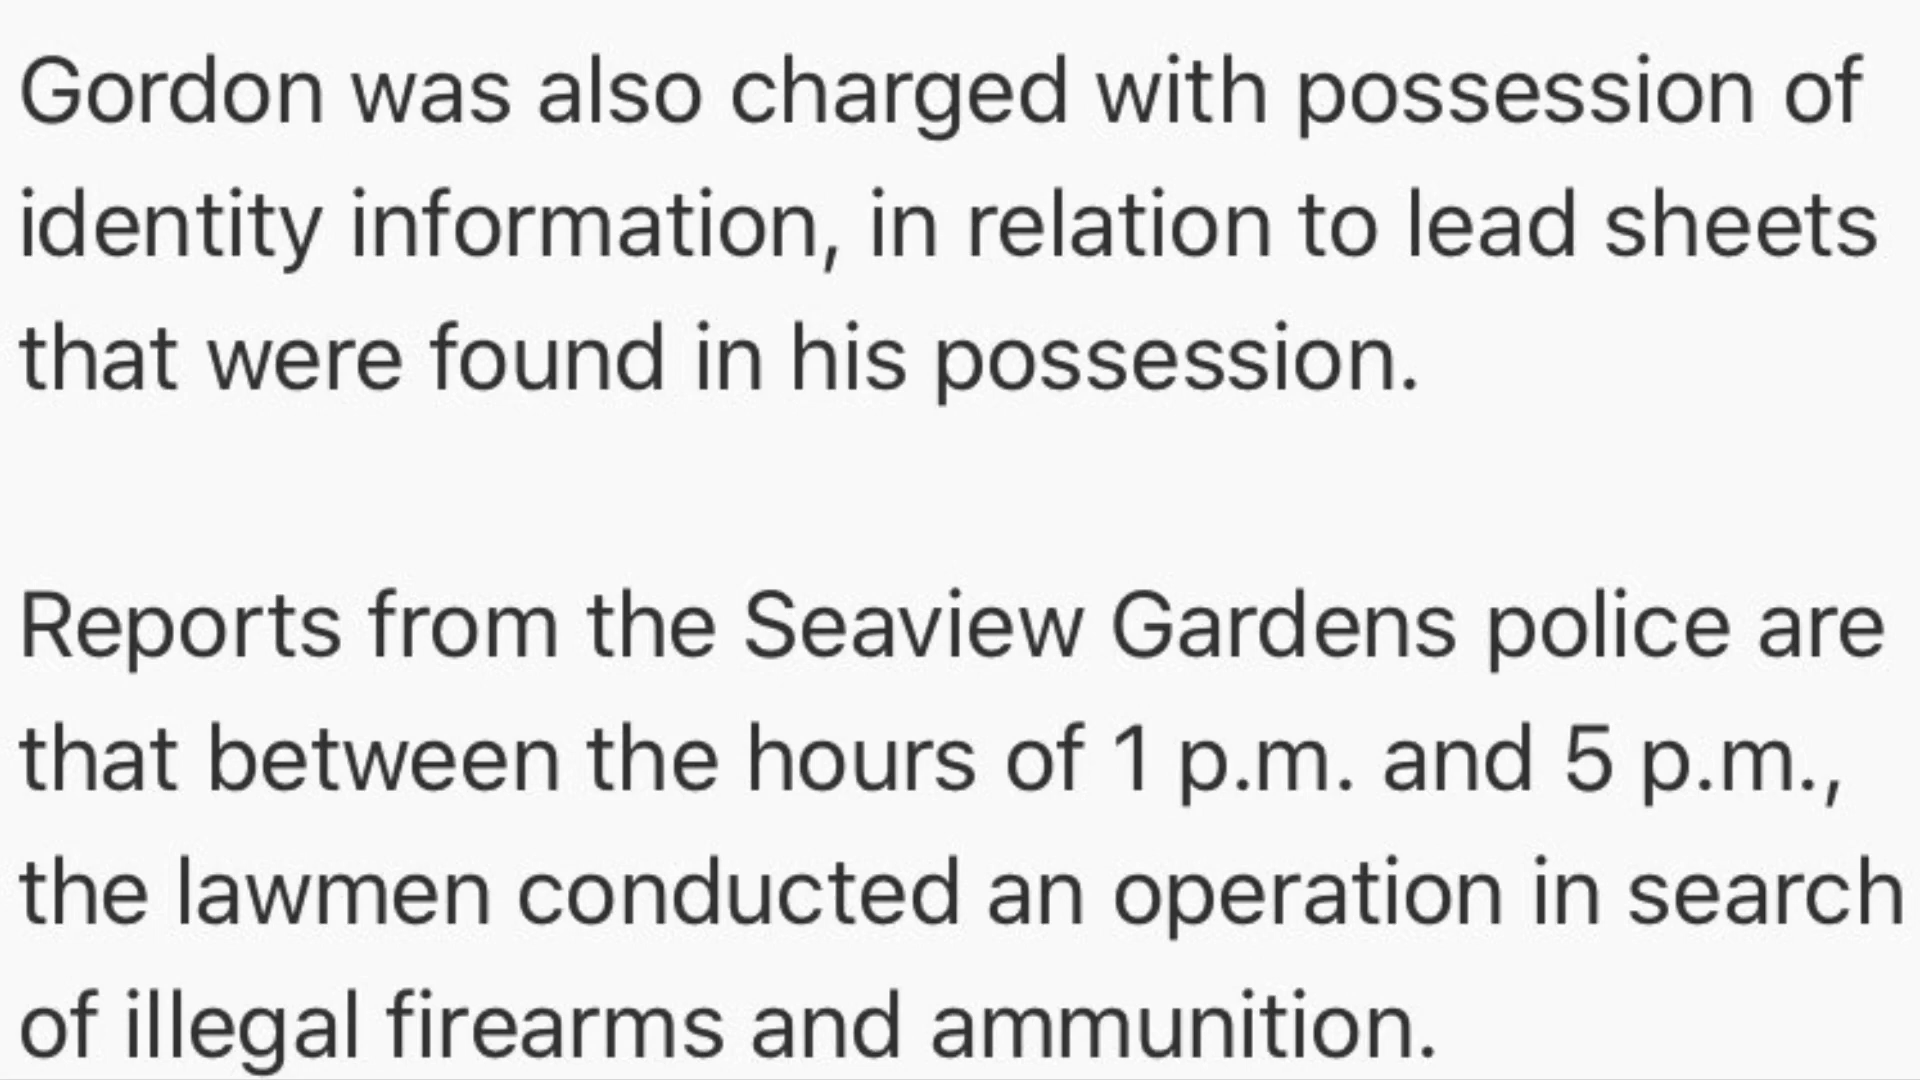 Gordon was also charged with possession of
identity information, in relation to lead sheets
that were found in his possession.
Reports from the Seaview Gardens police are
that between the hours of 1 p.m. and 5 p.m.,
the lawmen conducted an operation in search
of illegal firearms and ammunition.